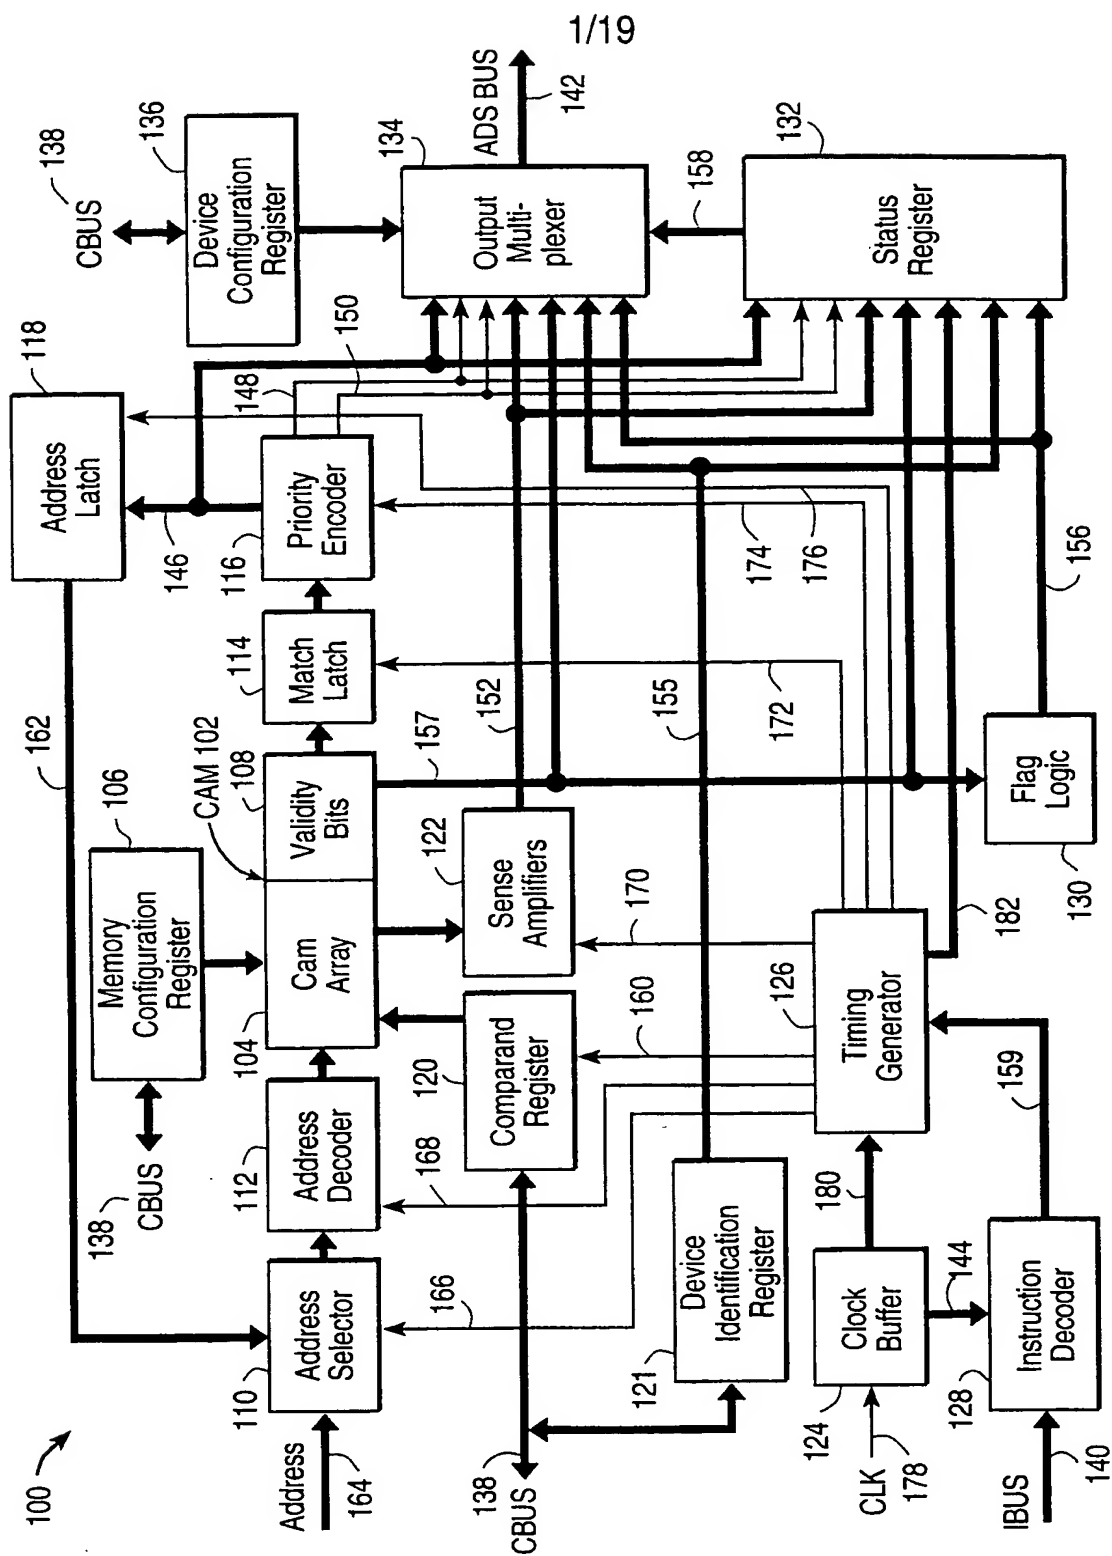 1/19
100
Address
164
Address
Selector
110
166
Address
Decoder
112
168
162
CBUS
138
Memory
Configuration
Register
106
CAM 102
Cam
Array
104
Validity
Bits
108
Match
Latch
114
Priority
Encoder
116
146
Address
Latch
118
148
150
CBUS
138
Device
Configuration
Register
136
Output
Multi-
plexer
134
ADS BUS
142
158
Status
Register
132
CBUS
138
Comparand
Register
120
160
Sense
Amplifiers
122
170
157
152
155
172
174
176
Device
Identification
Register
121
CLK
178
Clock
Buffer
124
180
144
IBUS
140
Instruction
Decoder
128
159
Timing
Generator
126
182
Flag
Logic
130
156